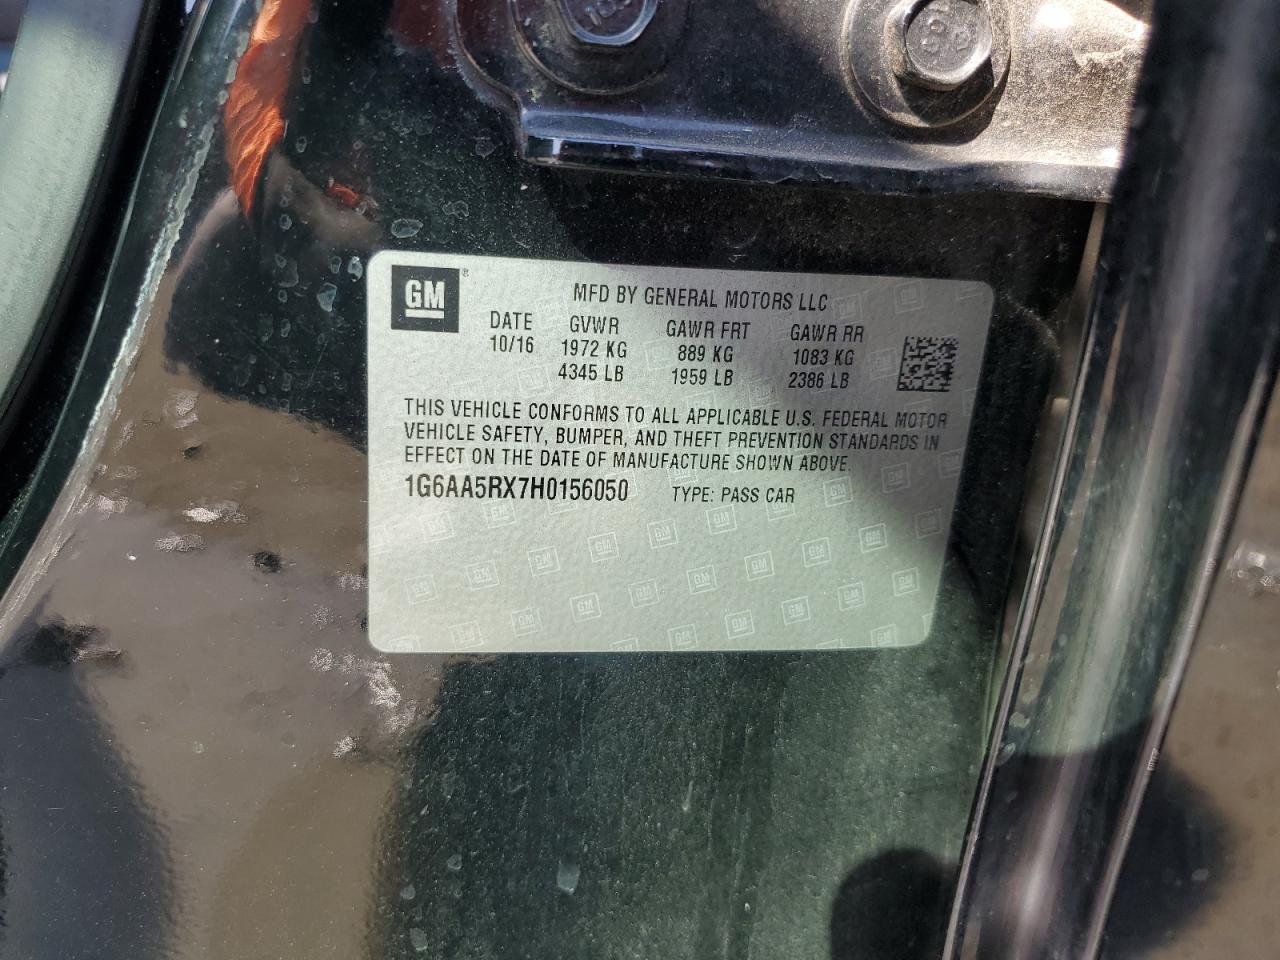 GM ®
MFD BY GENERAL MOTORS LLC
DATE GVWR GAWR FRT GAWR RR
10/16 1972 KG 889 KG 1083 KG
4345 LB 1959 LB 2386 LB
THIS VEHICLE CONFORMS TO ALL APPLICABLE U.S. FEDERAL MOTOR
VEHICLE SAFETY, BUMPER, AND THEFT PREVENTION STANDARDS IN
EFFECT ON THE DATE OF MANUFACTURE SHOWN ABOVE.
1G6AA5RX7H0156050 TYPE: PASS CAR